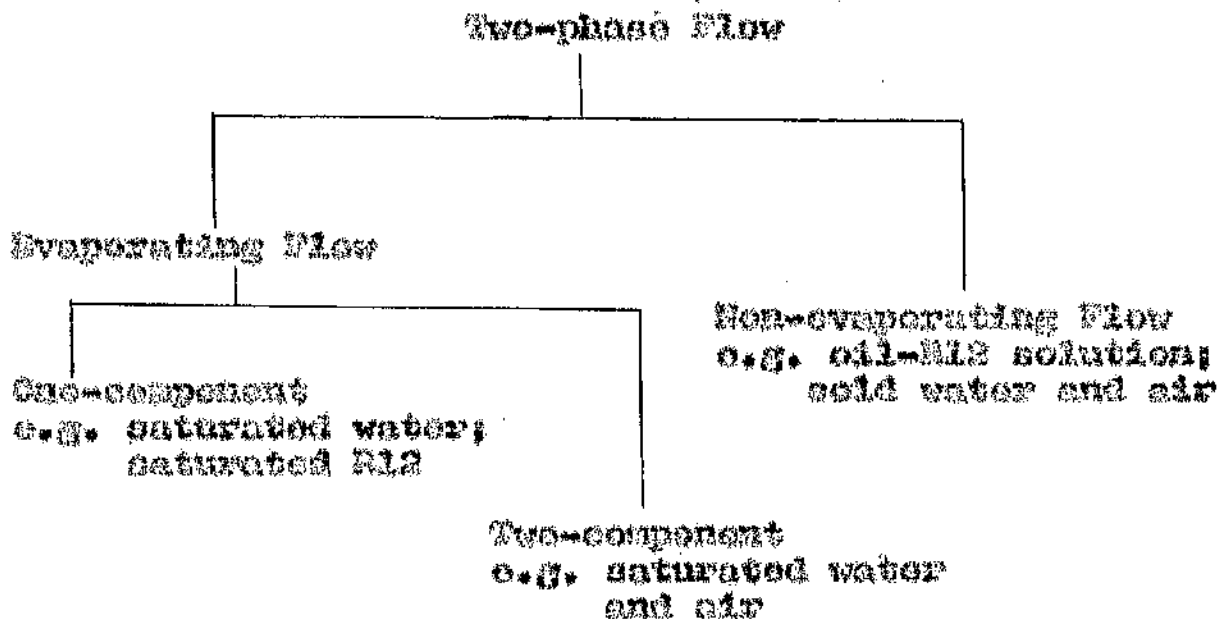 Two-phase Flow
Evaporating Flow
Non-evaporating Flow
e.g. oil-R12 solution;
cold water and air
One-component
e.g. saturated water;
saturated R12
Two-component
e.g. saturated water
and air